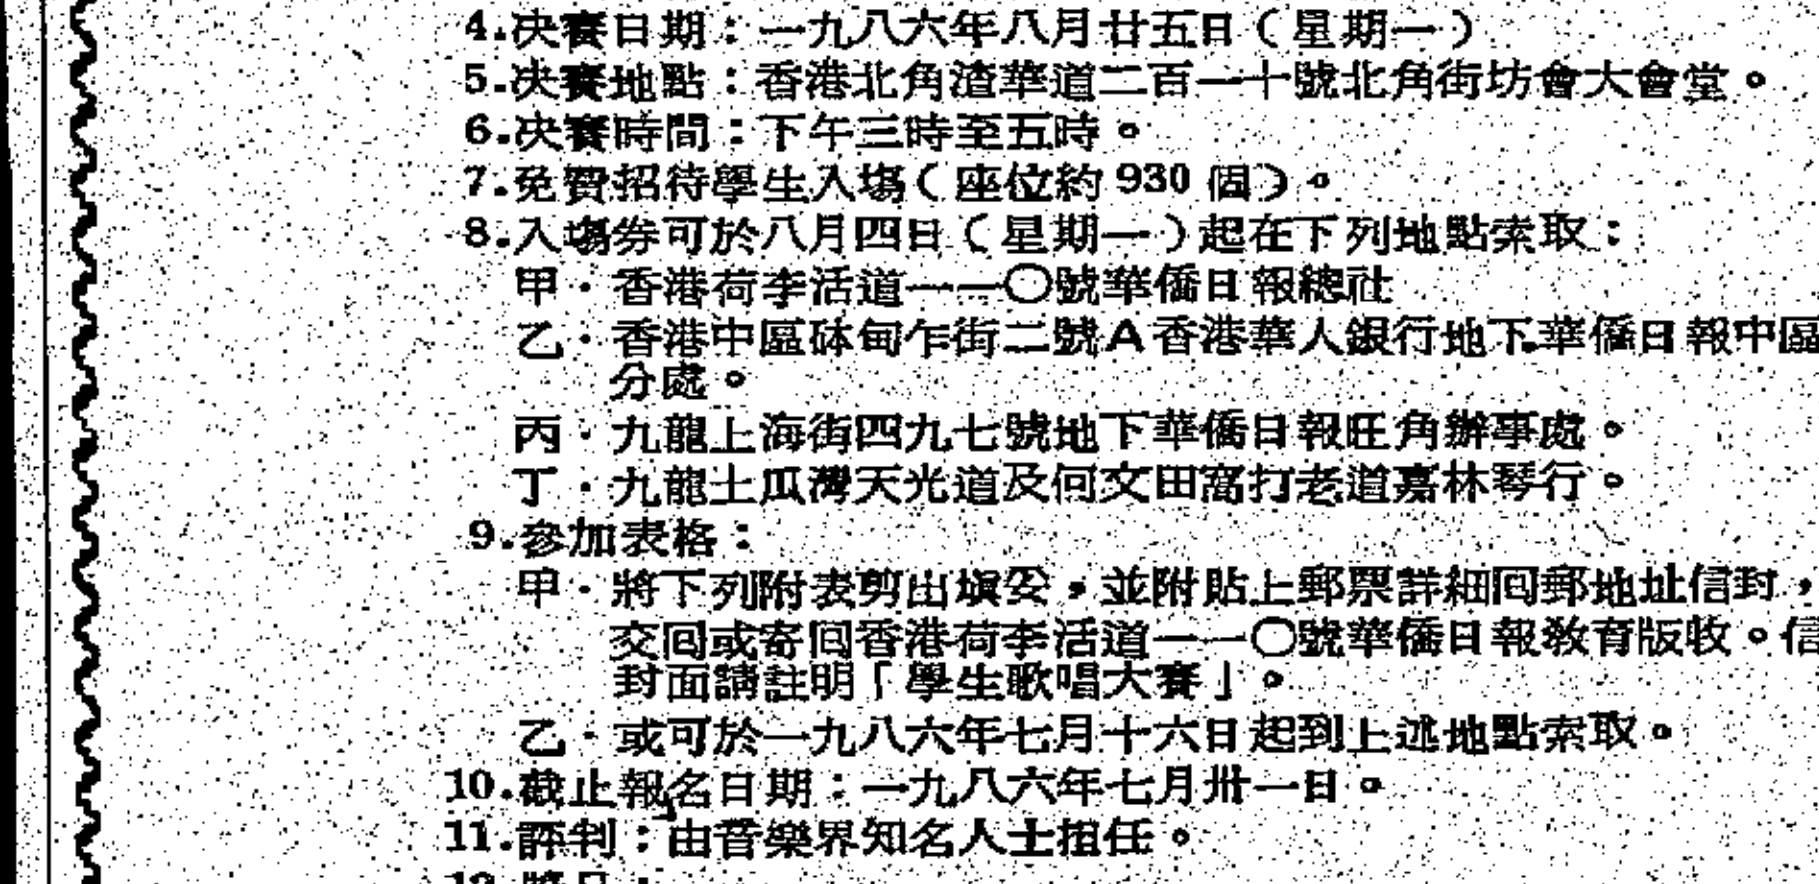 4.決賽日期：一九八六年八月廿五日（星期一）
5.決賽地點：香港北角渣華道二百一十號北角街坊會大會堂。
6.決賽時間：下午三時至五時。
7.免費招待學生入場（座位約930個）。
8.入場券可於八月四日（星期一）起在下列地點索取：
甲．香港荷李活道一一〇號華僑日報總社
乙．香港中區砵甸乍街二號A香港華人銀行地下華僑日報中區
分處。
丙．九龍上海街四九七號地下華僑日報旺角辦事處。
丁．九龍土瓜灣天光道及何文田窩打老道嘉林琴行。
9.參加表格：
甲．將下列附表剪出填妥，並附貼上郵票詳細回郵地址信封，
交回或寄回香港荷李活道一一〇號華僑日報教育版收。信
封面請註明「學生歌唱大賽」。
乙．或可於一九八六年七月十六日起到上述地點索取。
10.截止報名日期：一九八六年七月卅一日。
11.評判：由音樂界知名人士担任。